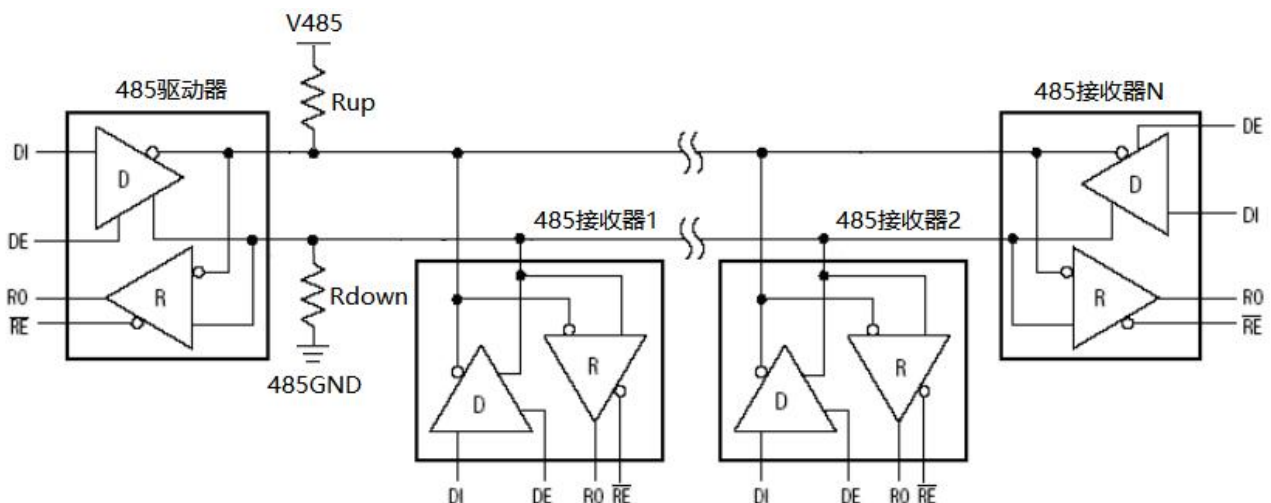 V485
Rup
485驱动器
485接收器N
DI
D
DE
RO
R
RE
Rdown
485GND
485接收器1
485接收器2
DE
D
DI
R
RO
RE
D
R
DI
DE
RO
RE
D
R
DI
DE
RO
RE